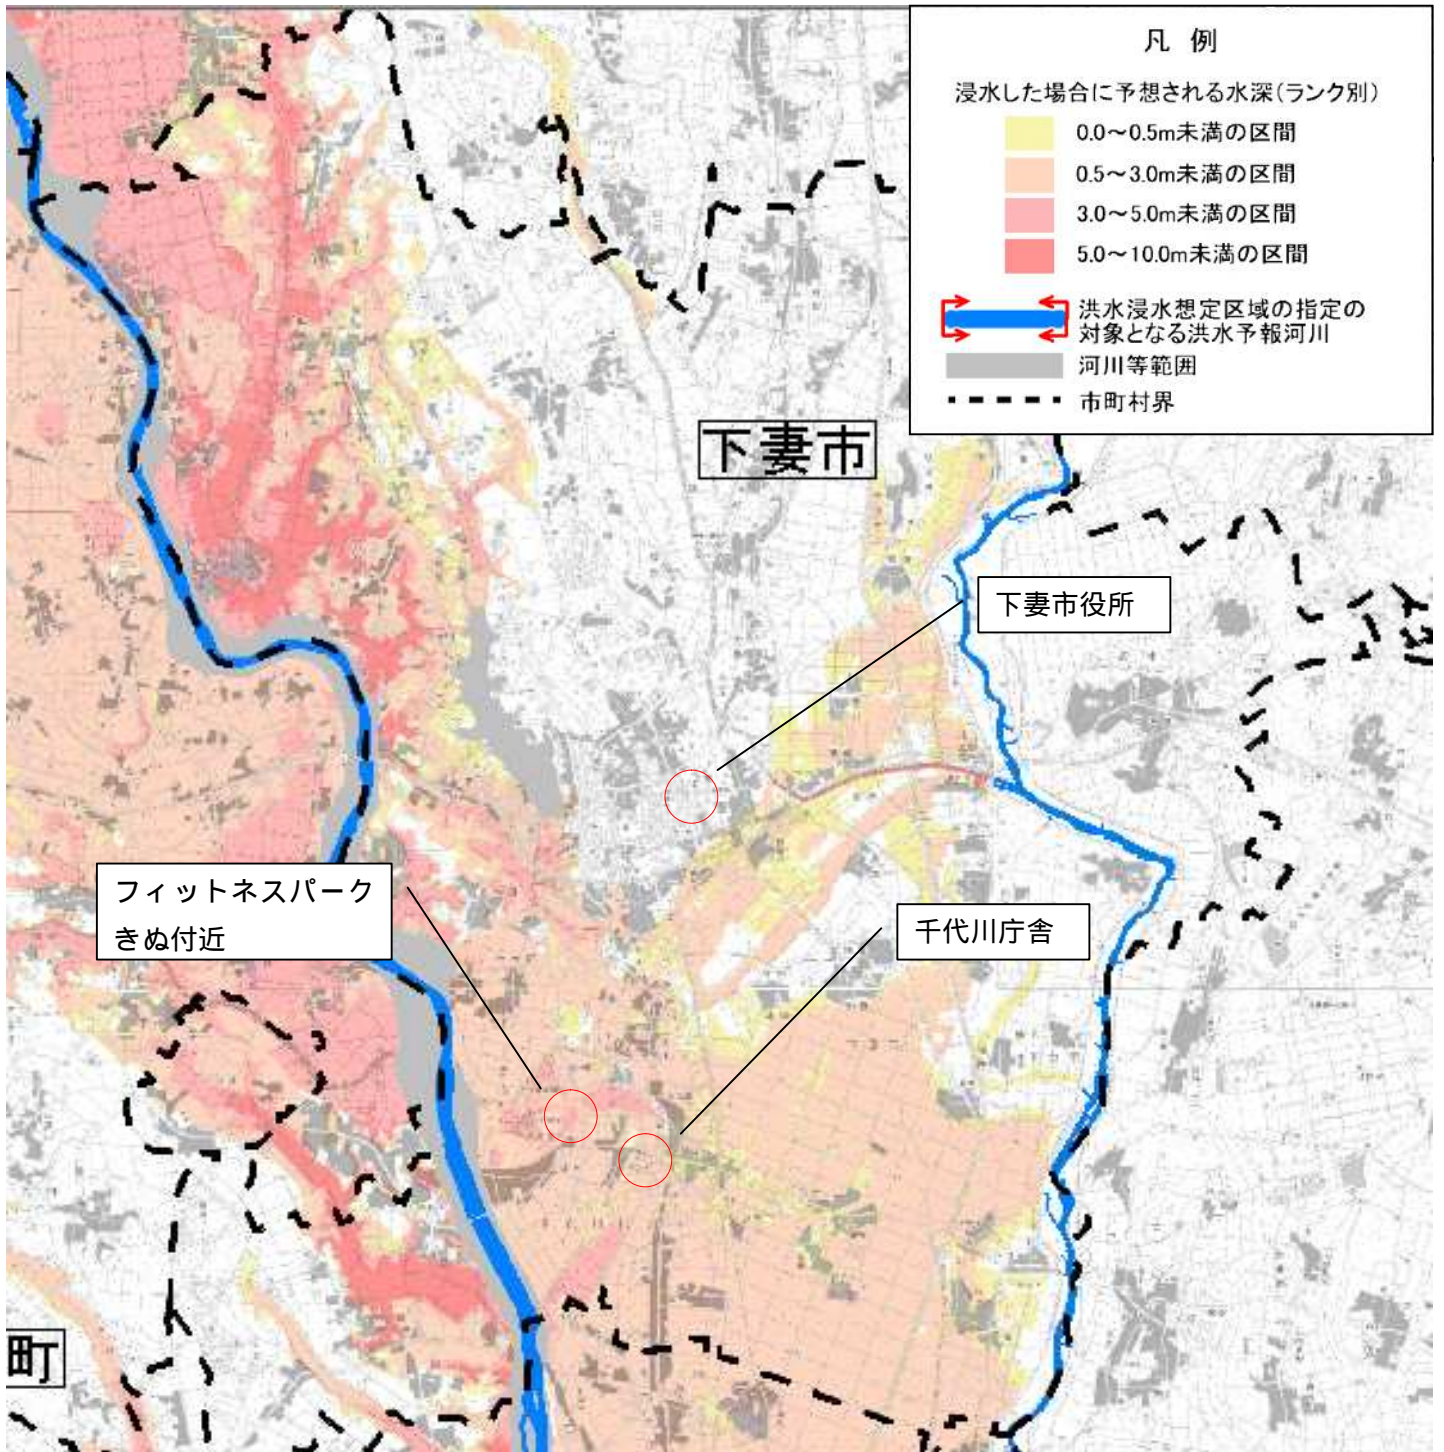 凡 例
浸水した場合に予想される水深(ランク別)
0.0～0.5m未満の区間
0.5～3.0m未満の区間
3.0～5.0m未満の区間
5.0～10.0m未満の区間
洪水浸水想定区域の指定の
対象となる洪水予報河川
河川等範囲
市町村界
下妻市
下妻市役所
フィットネスパーク
きぬ付近
千代川庁舎
町